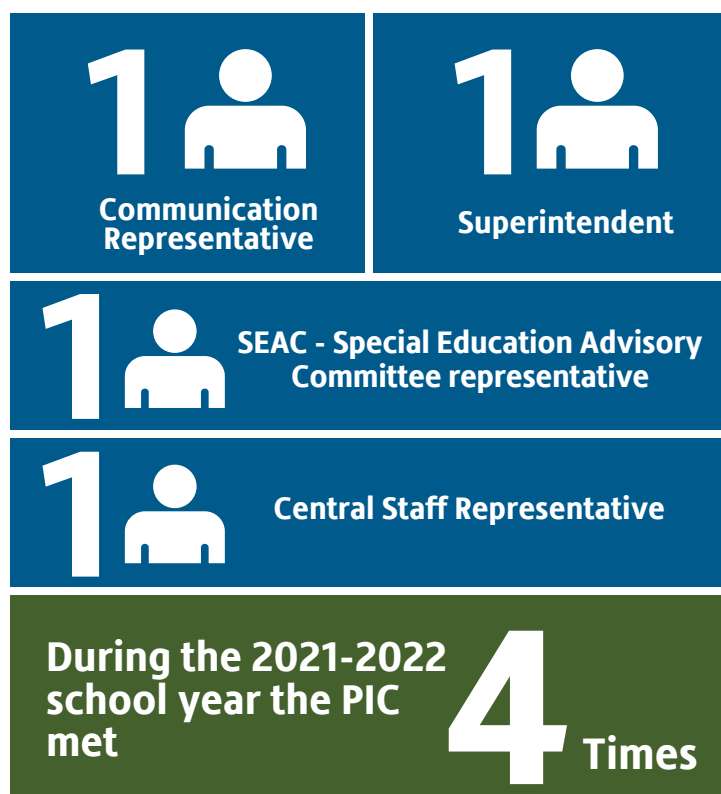 1
Communication
Representative
1
Superintendent
1
SEAC - Special Education Advisory
Committee representative
1
Central Staff Representative
During the 2021-2022
school year the PIC
met
4 Times